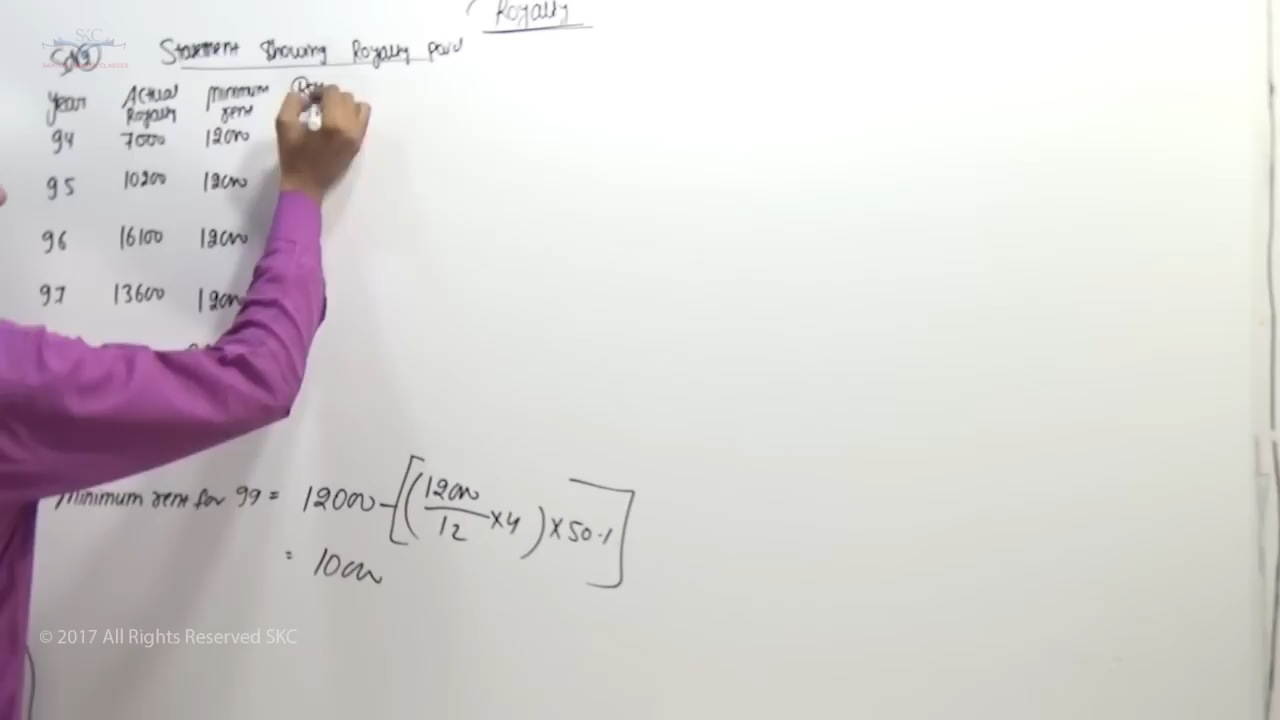 Royalty
SKC
Statement Showing Royalty paid
Year Actual Royalty Minimum rent
94 7000 12000
95 10200 12000
96 16100 12000
97 13600 12000
Minimum rent for 99 = 12000 - [(12000/12 × 4) × 50%]
= 10000
© 2017 All Rights Reserved SKC